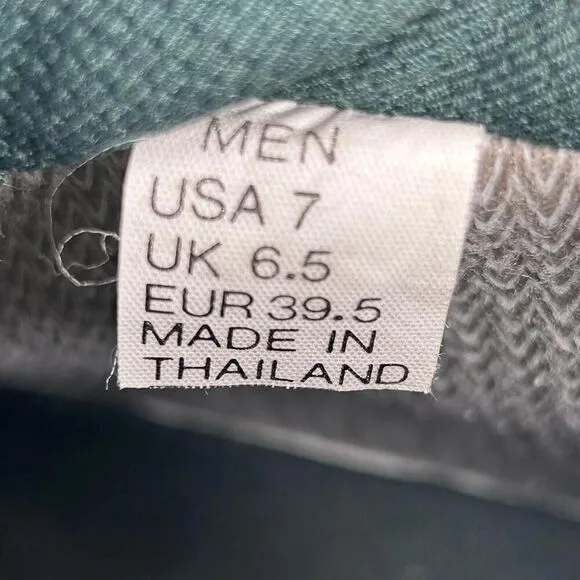 MEN
USA 7
UK 6.5
EUR 39.5
MADE IN
THAILAND